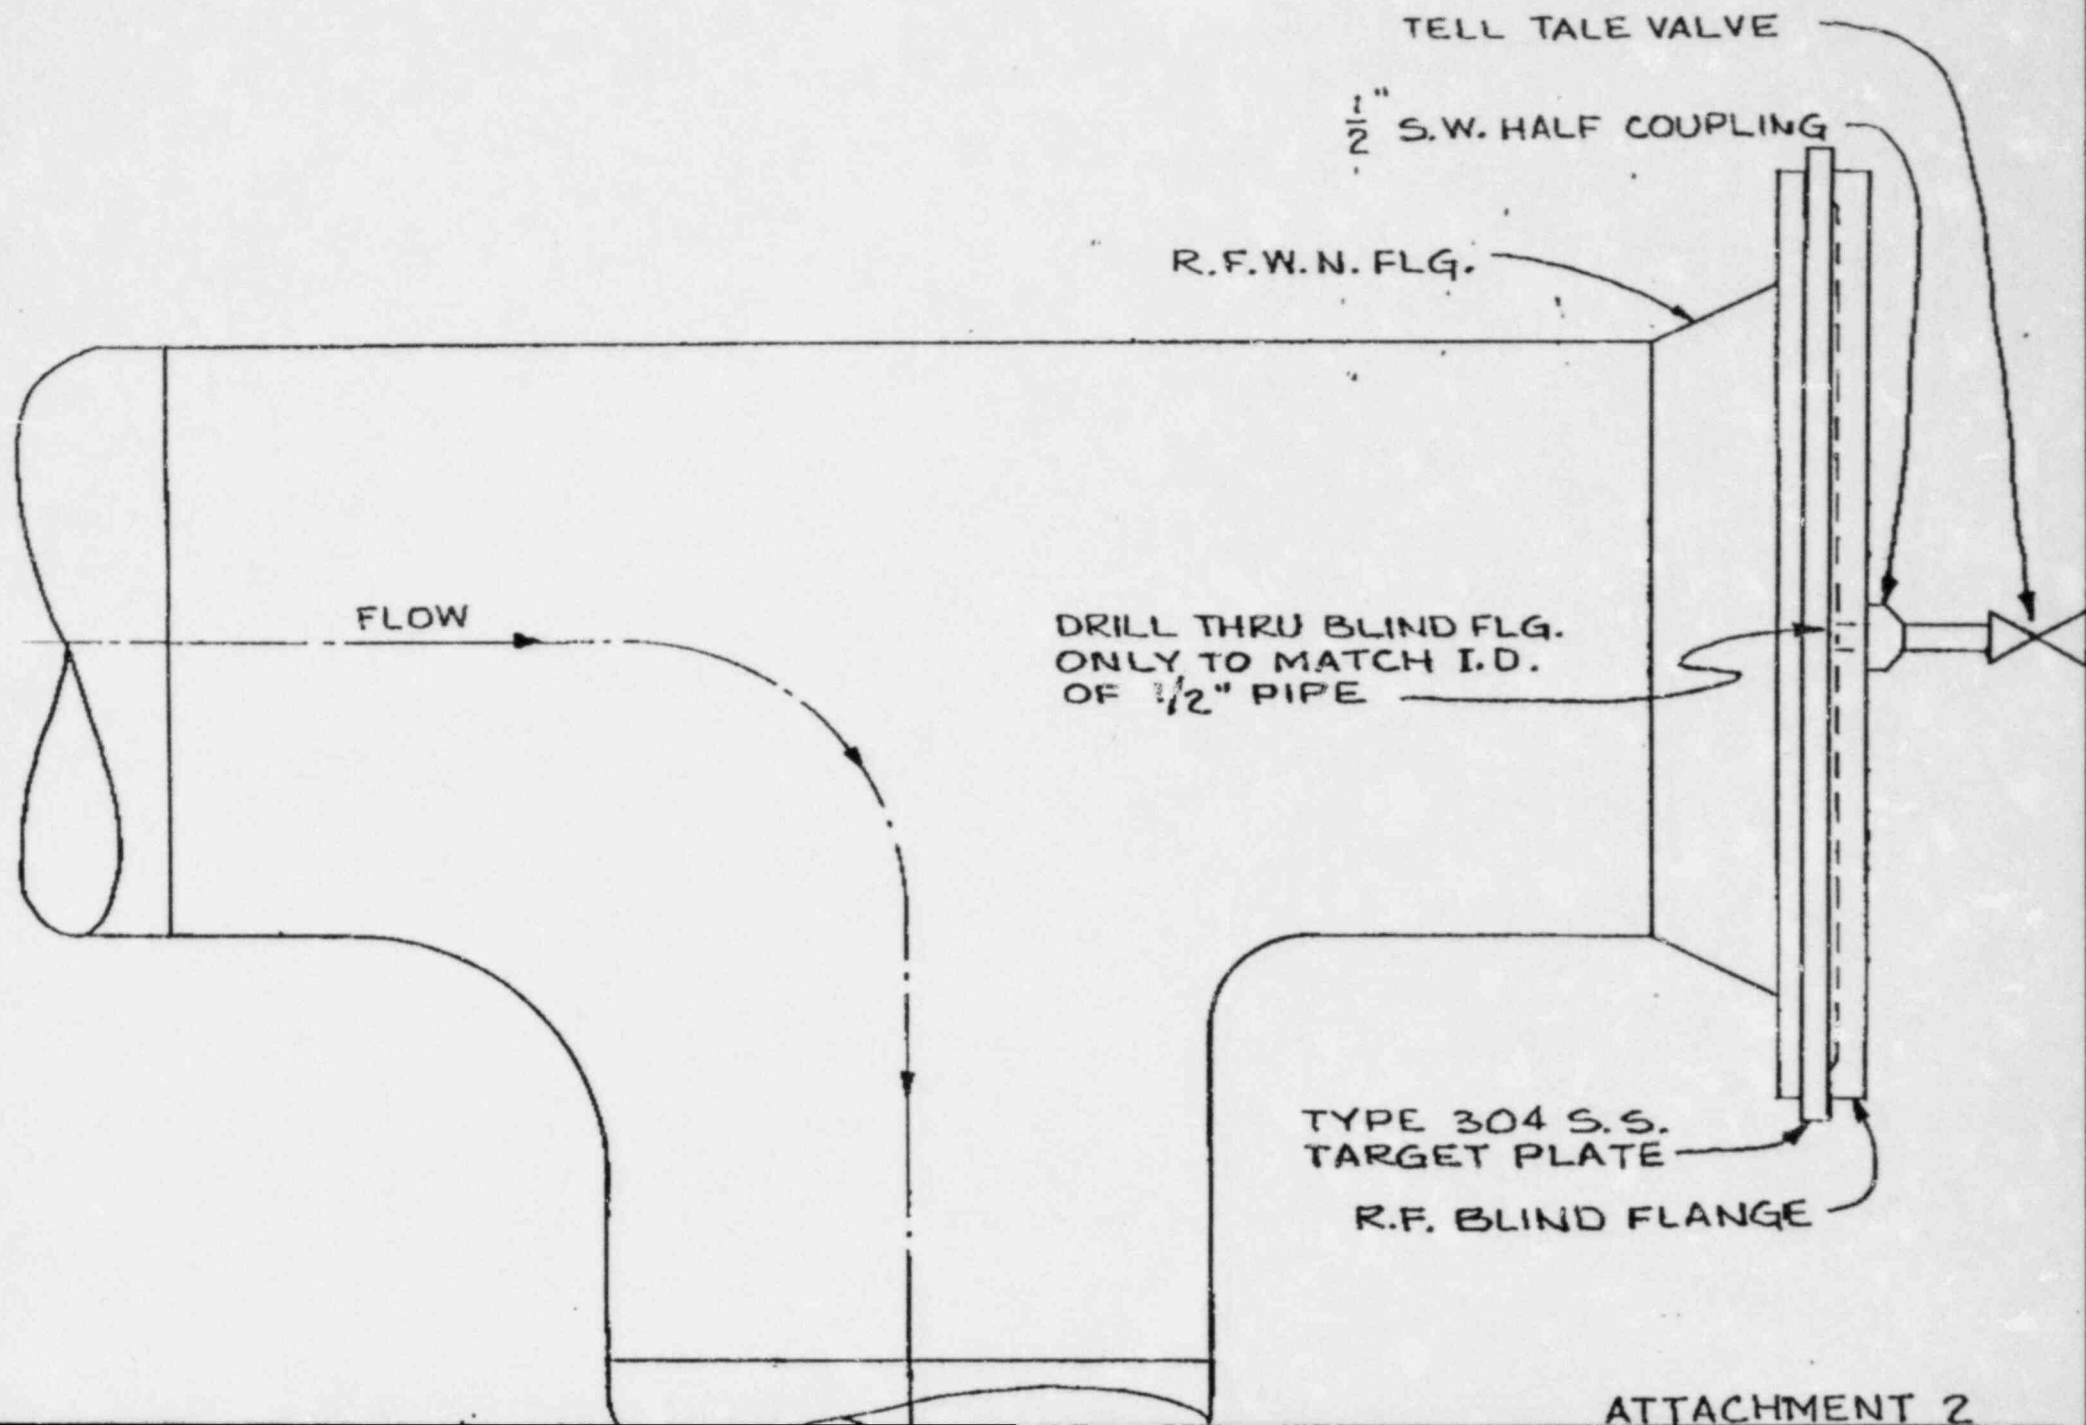 TELL TALE VALVE
1/2" S.W. HALF COUPLING
R.F.W.N. FLG.
FLOW
DRILL THRU BLIND FLG.
ONLY TO MATCH I.D.
OF 1/2" PIPE
TYPE 304 S.S.
TARGET PLATE
R.F. BLIND FLANGE
ATTACHMENT 2